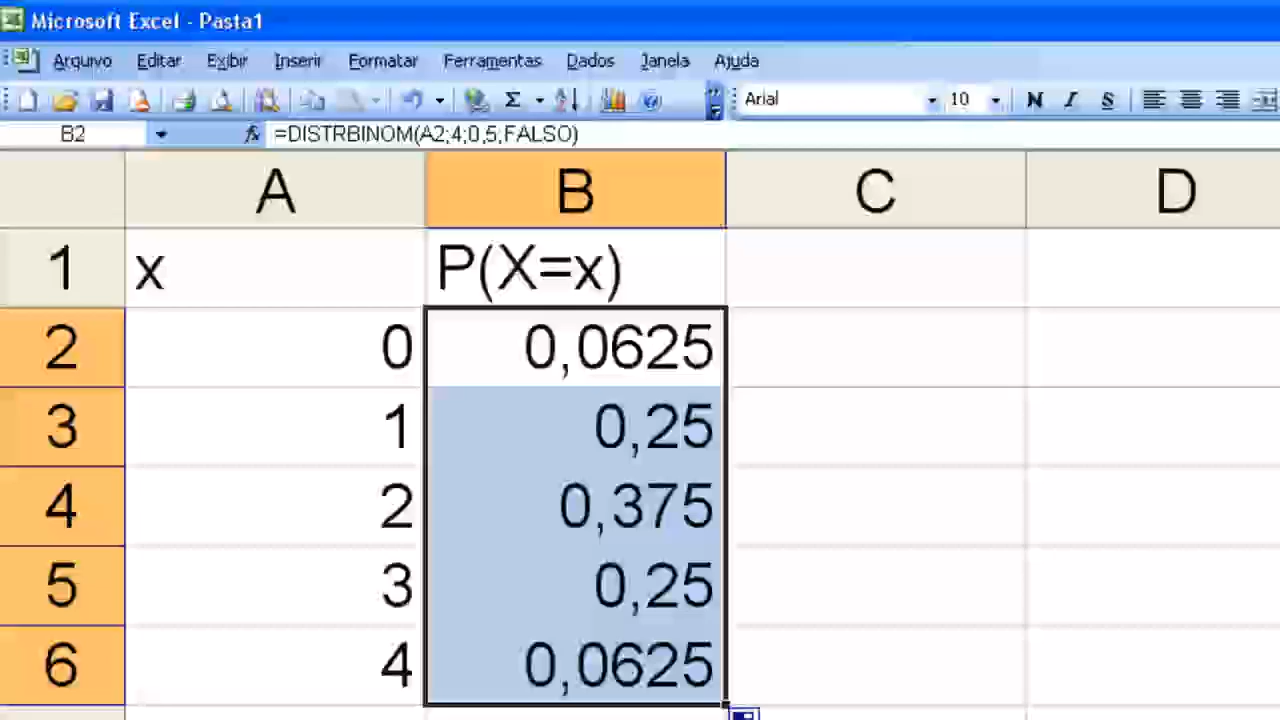 Microsoft Excel - Pasta1
Arquivo Editar Exibir Inserir Formatar Ferramentas Dados Janela Ajuda
Σ Arial 10 N I S
B2 fx =DISTRBINOM(A2;4;0,5;FALSO)
A B C D
1 x P(X=x)
2 0 0,0625
3 1 0,25
4 2 0,375
5 3 0,25
6 4 0,0625